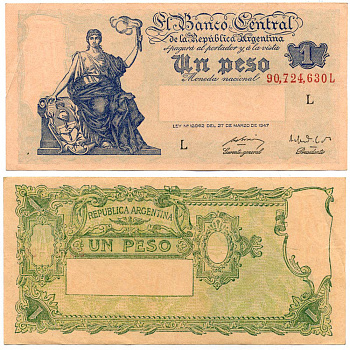 El Banco Central
de la República Argentina
pagará al portador y á la vista
Un peso
1
Moneda nacional
90,724,630L
L
LEY Nº 12.962 DEL 27 DE MARZO DE 1947
L
Gerente general
Presidente
REPUBLICA ARGENTINA
UN PESO
1
1